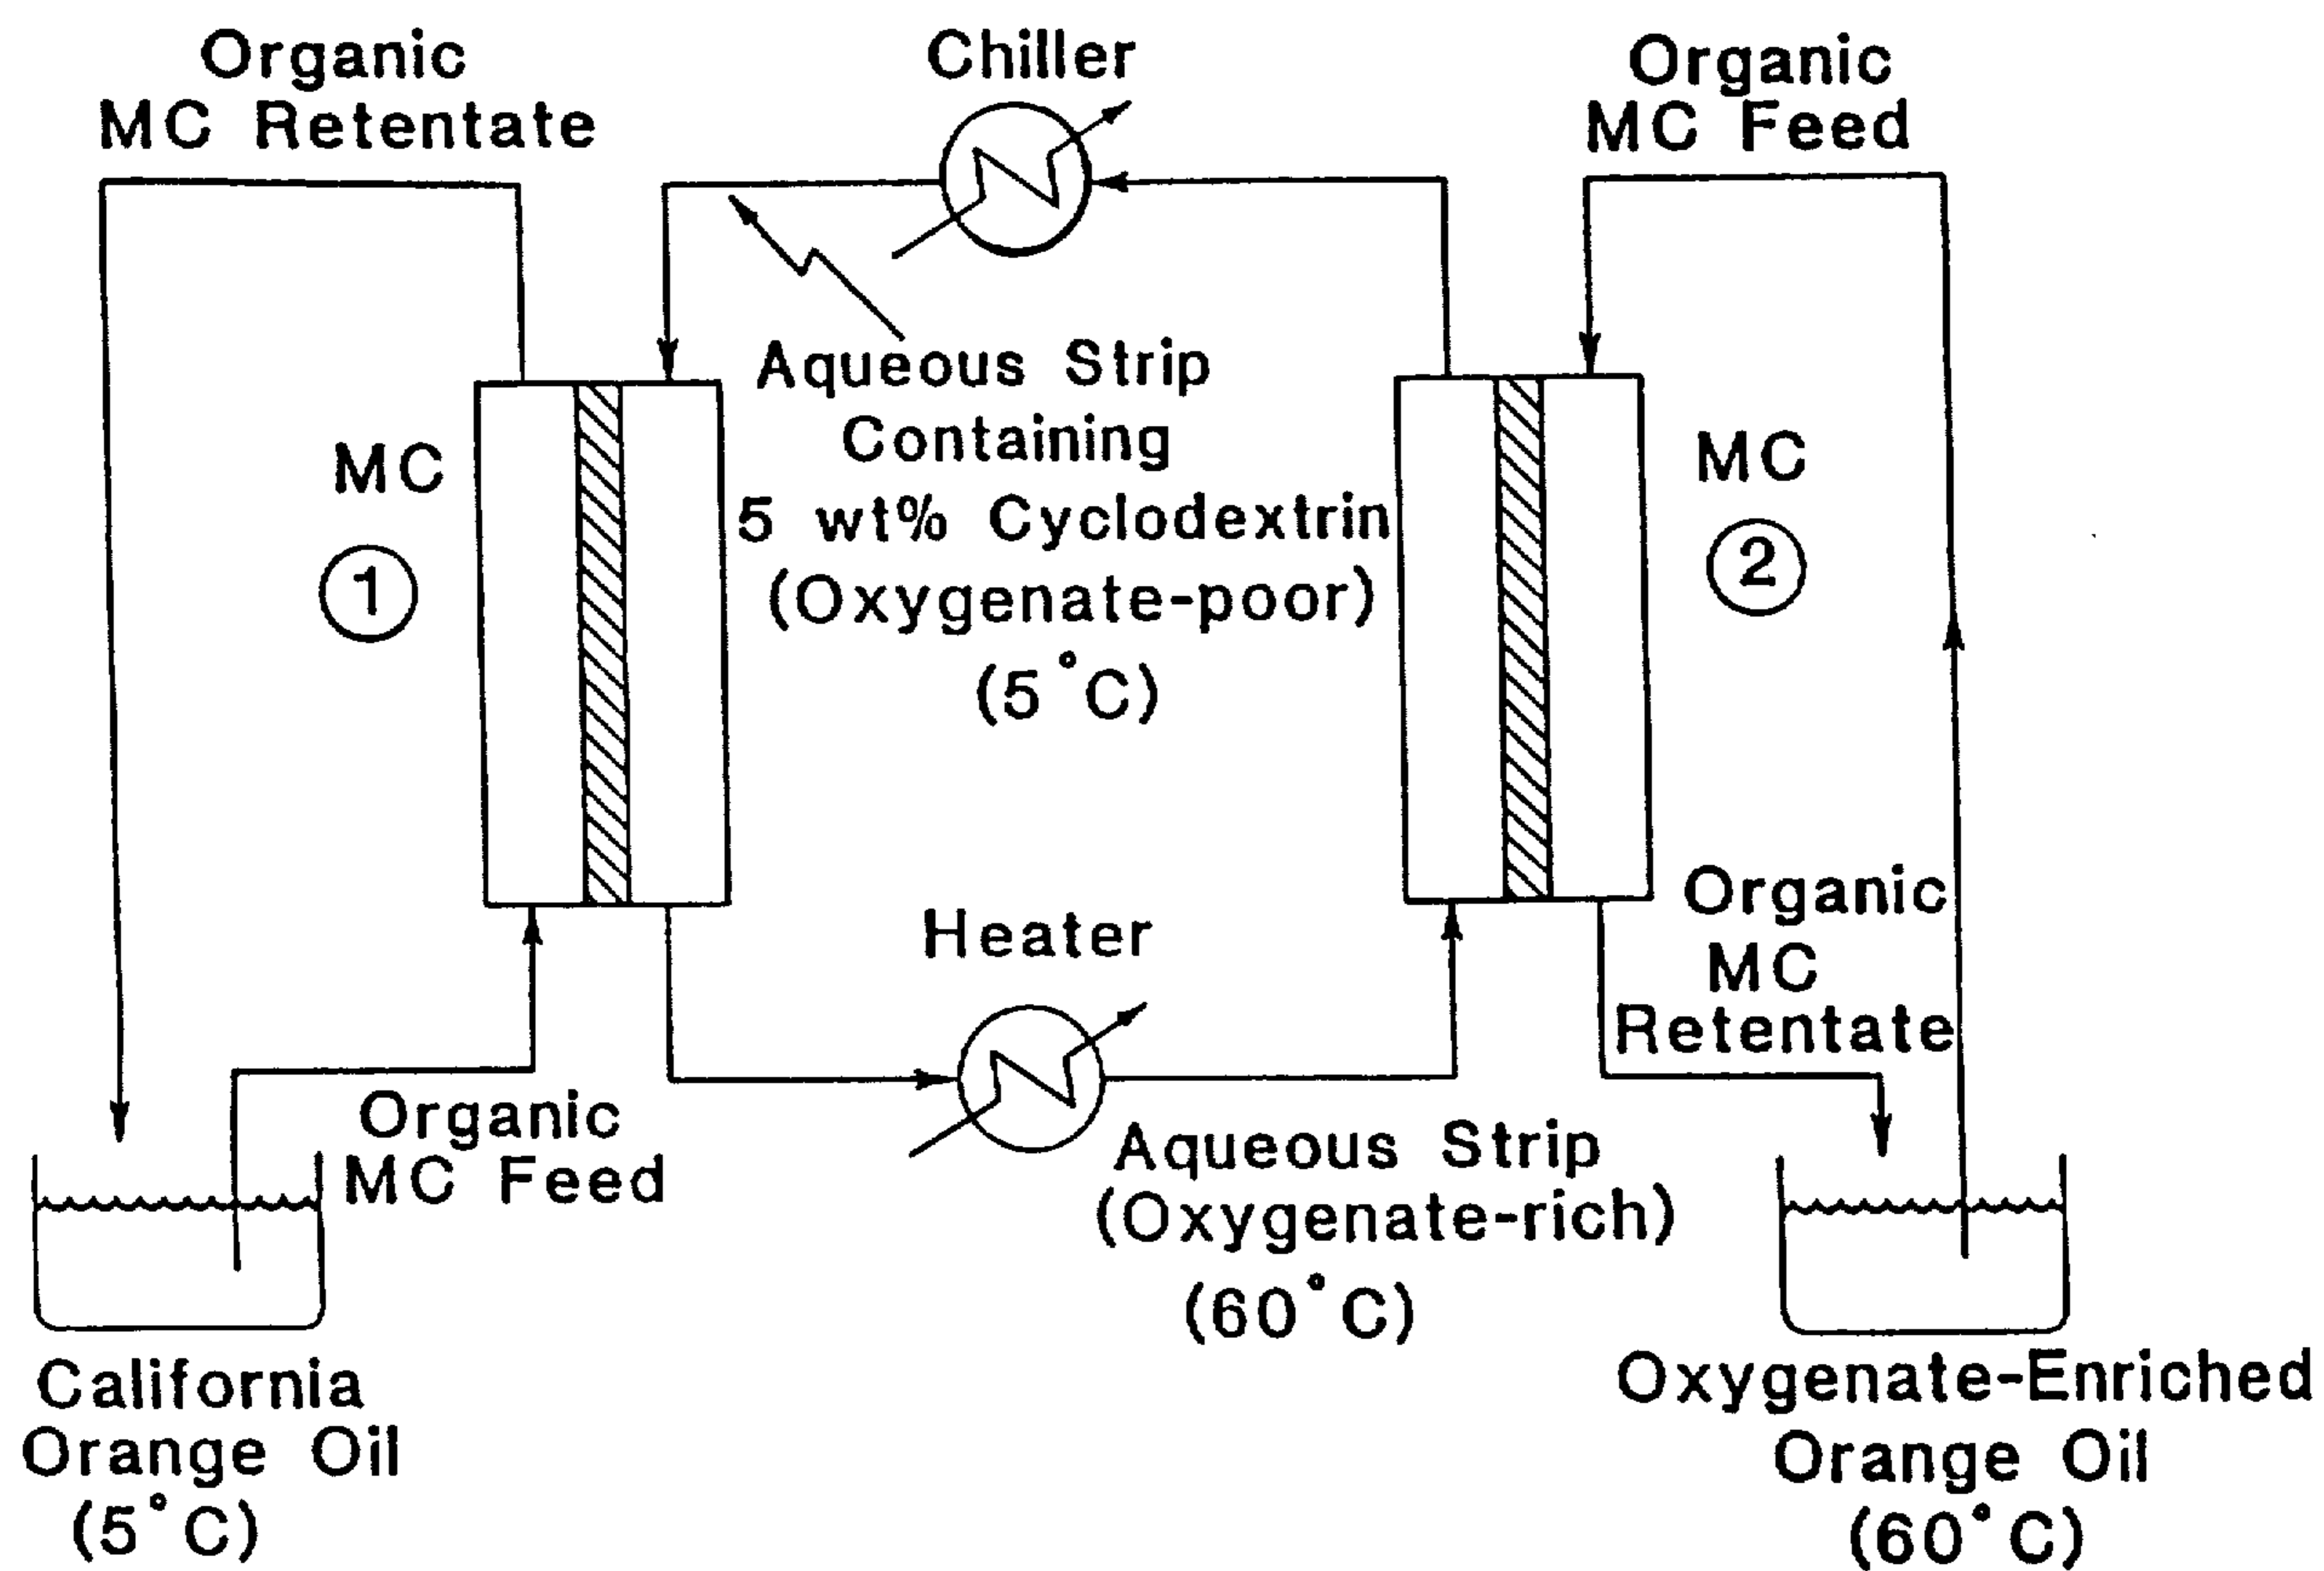 Organic
MC Retentate
Chiller
Organic
MC Feed
Aqueous Strip
Containing
5 wt% Cyclodextrin
(Oxygenate-poor)
(5°C)
MC
1
MC
2
Heater
Organic
MC
Retentate
Organic
MC Feed
Aqueous Strip
(Oxygenate-rich)
(60°C)
California
Orange Oil
(5°C)
Oxygenate-Enriched
Orange Oil
(60°C)